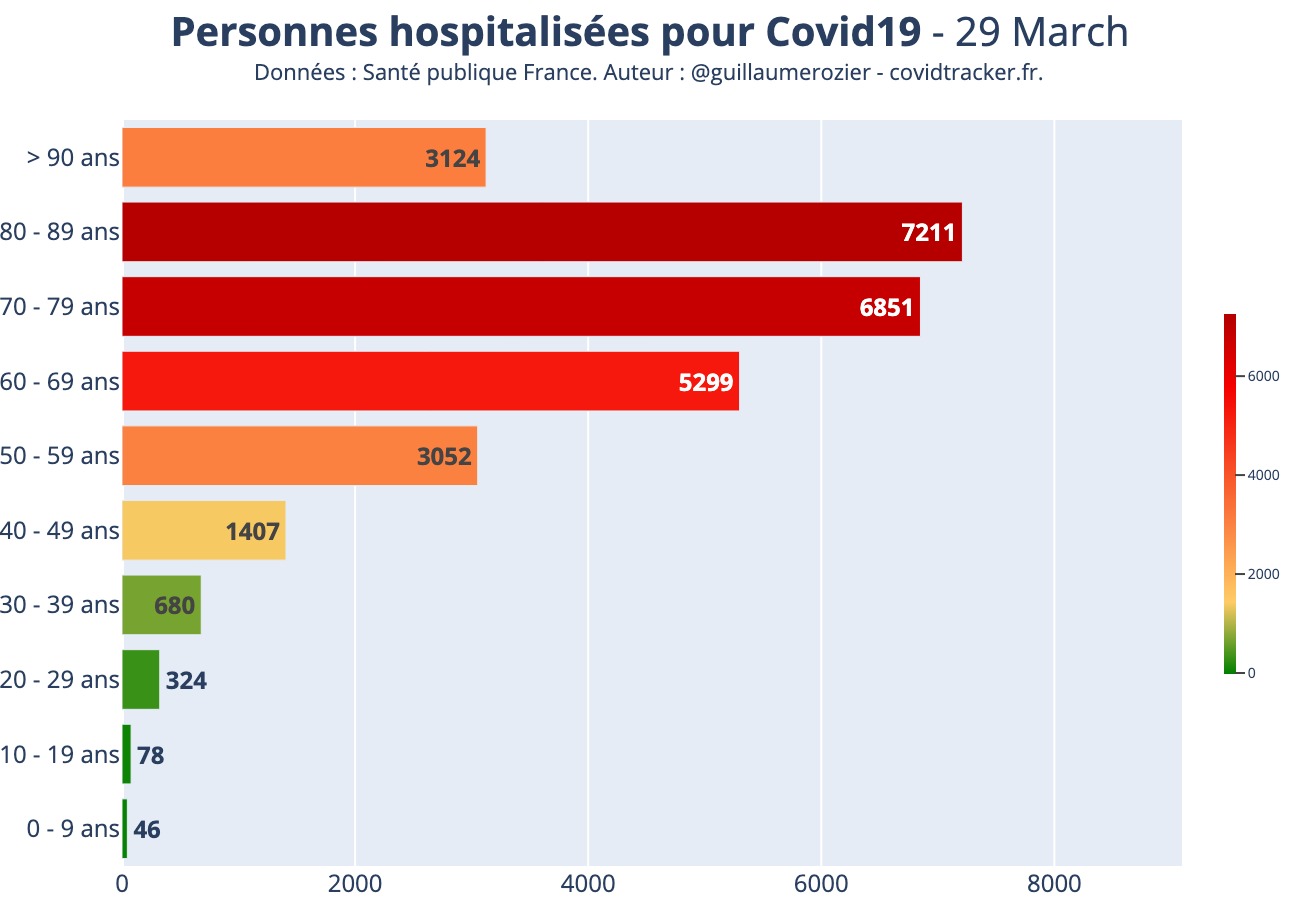 Personnes hospitalisées pour Covid19 - 29 March
Données : Santé publique France. Auteur : @guillaumerozier - covidtracker.fr.
> 90 ans 3124
80 - 89 ans 7211
70 - 79 ans 6851
60 - 69 ans 5299
50 - 59 ans 3052
40 - 49 ans 1407
30 - 39 ans 680
20 - 29 ans 324
10 - 19 ans 78
0 - 9 ans 46
0 2000 4000 6000 8000
6000
4000
2000
0